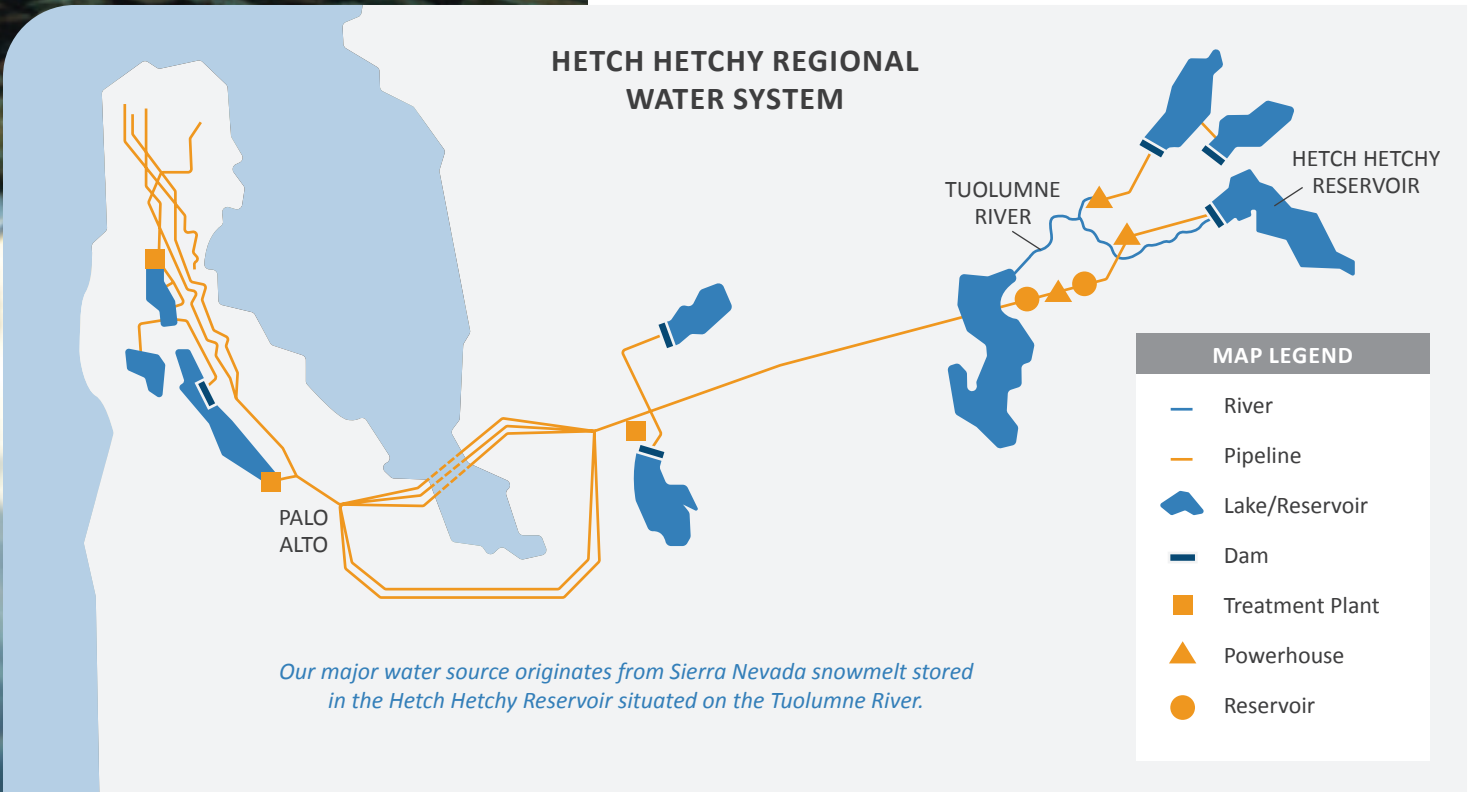 HETCH HETCHY REGIONAL
WATER SYSTEM
TUOLUMNE
RIVER
HETCH HETCHY
RESERVOIR
PALO
ALTO
MAP LEGEND
River
Pipeline
Lake/Reservoir
Dam
Treatment Plant
Powerhouse
Reservoir
Our major water source originates from Sierra Nevada snowmelt stored
in the Hetch Hetchy Reservoir situated on the Tuolumne River.